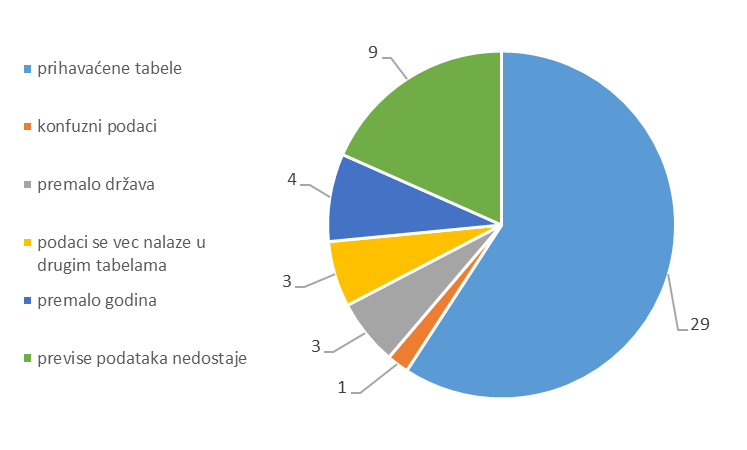 prihavaćene tabele
konfuzni podaci
premalo država
podaci se vec nalaze u
drugim tabelama
premalo godina
previse podataka nedostaje
9
4
3
3
1
29